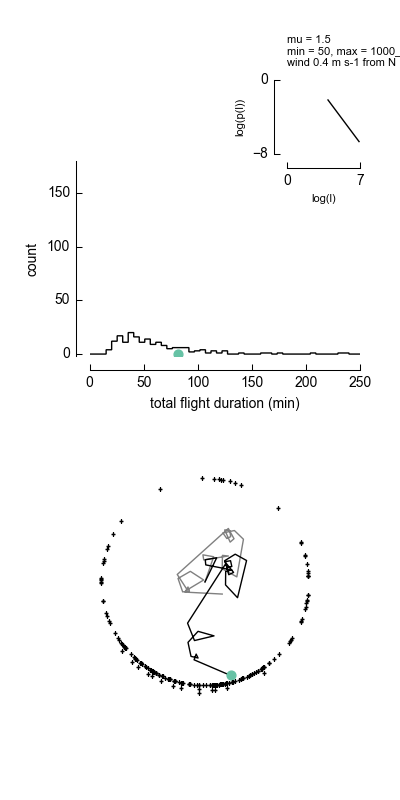 mu = 1.5
min = 50, max = 1000_
wind 0.4 m s-1 from N
0
log(p(l))
−8
0
7
log(l)
150
100
50
0
count
0
50
100
150
200
250
total flight duration (min)